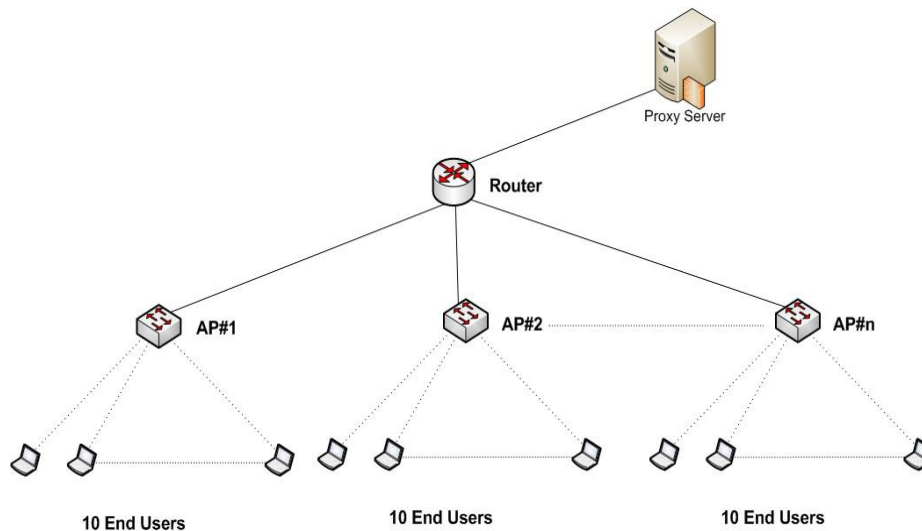 Proxy Server
Router
AP#1
AP#2
AP#n
10 End Users
10 End Users
10 End Users